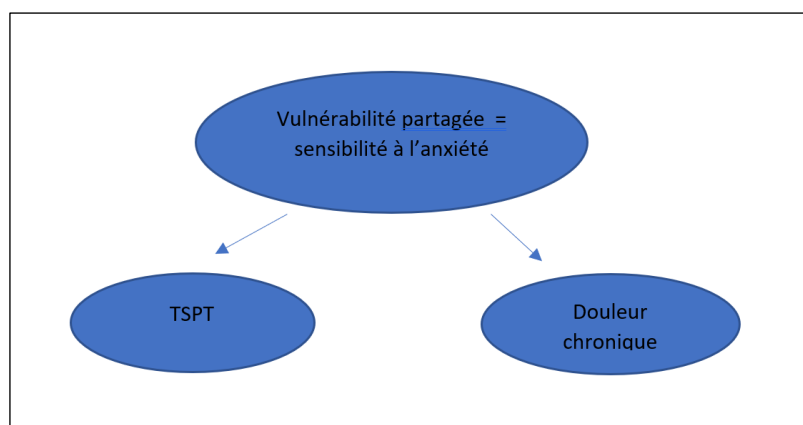 Vulnérabilité partagée =
sensibilité à l'anxiété
TSPT
Douleur
chronique